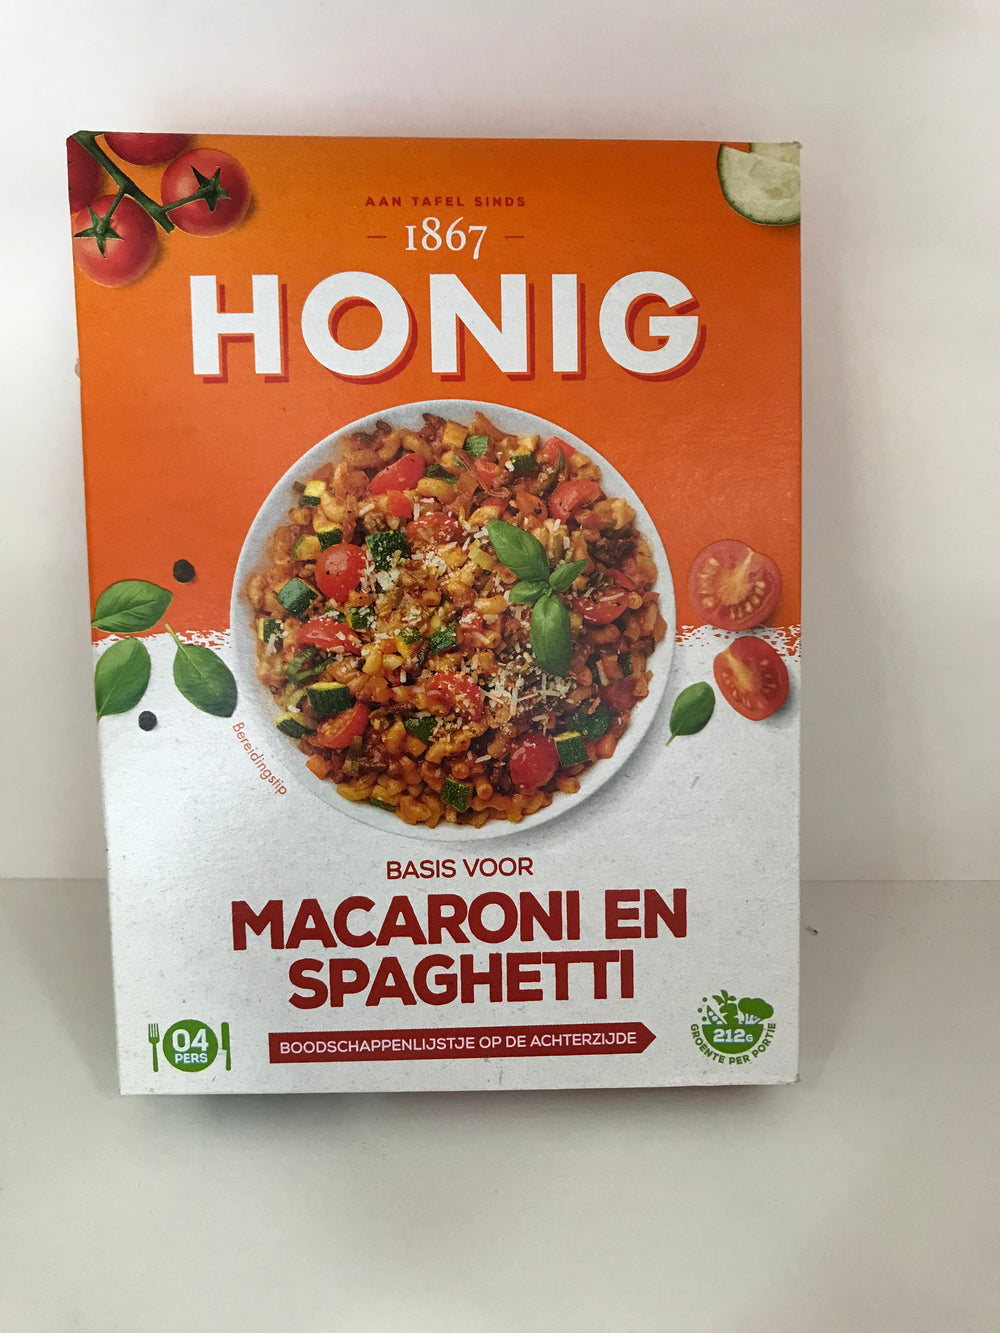 AAN TAFEL SINDS
1867
HONIG
Bereidingstip
BASIS VOOR
MACARONI EN
SPAGHETTI
04
PERS
BOODSCHAPPENLIJSTJE OP DE ACHTERZIJDE
212G
GROENTE PER PORTIE